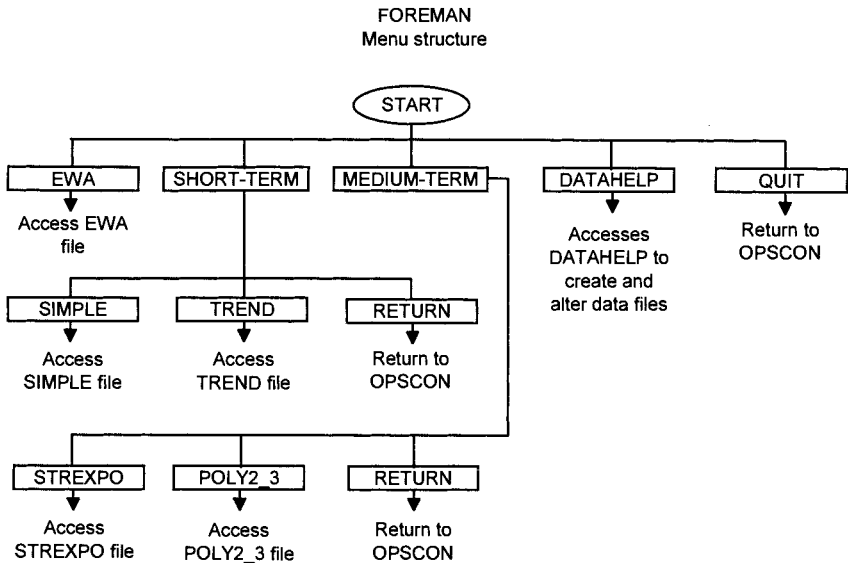 FOREMAN
Menu structure
START
EWA
SHORT-TERM
MEDIUM-TERM
DATAHELP
QUIT
Access EWA
file
Accesses
DATAHELP to
create and
alter data files
Return to
OPSCON
SIMPLE
TREND
RETURN
Access
SIMPLE file
Access
TREND file
Return to
OPSCON
STREXPO
POLY2_3
RETURN
Access
STREXPO file
Access
POLY2_3 file
Return to
OPSCON